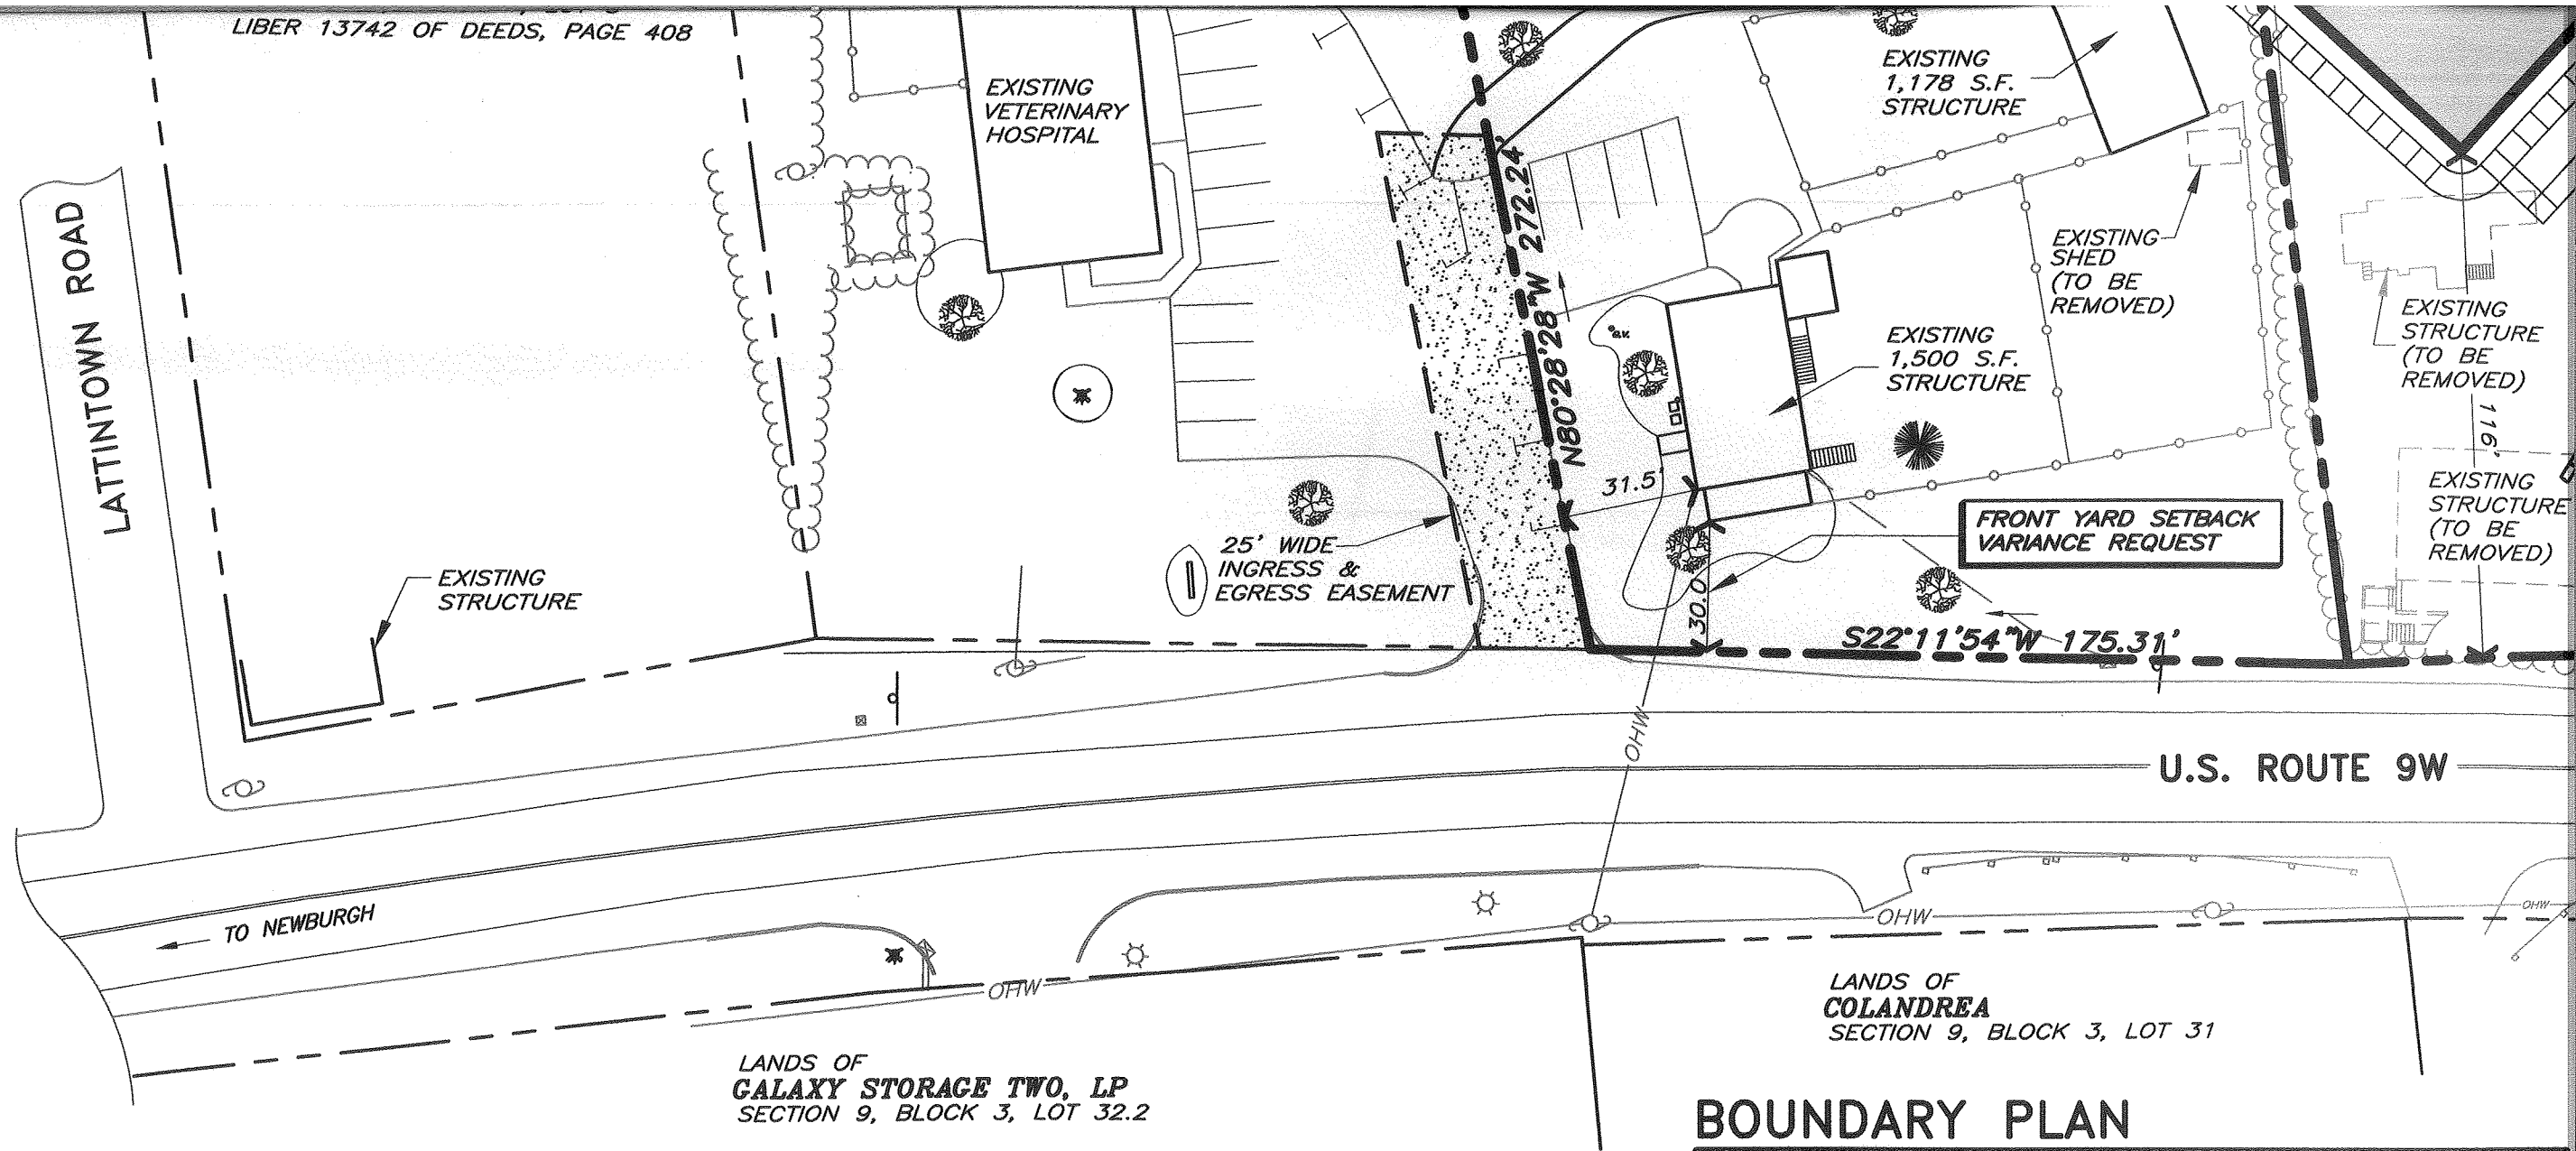 LIBER 13742 OF DEEDS, PAGE 408
EXISTING
VETERINARY
HOSPITAL
EXISTING
1,178 S.F.
STRUCTURE
LATTINTOWN ROAD
N80°28'28"W 272.24'
EXISTING
SHED
(TO BE
REMOVED)
EXISTING
STRUCTURE
(TO BE
REMOVED)
EXISTING
1,500 S.F.
STRUCTURE
116'
31.5'
EXISTING
STRUCTURE
(TO BE
REMOVED)
FRONT YARD SETBACK
VARIANCE REQUEST
25' WIDE
INGRESS &
EGRESS EASEMENT
EXISTING
STRUCTURE
30.0
S22°11'54"W 175.31'
OHW
U.S. ROUTE 9W
TO NEWBURGH
OHW
OHW
OHW
LANDS OF
COLANDREA
SECTION 9, BLOCK 3, LOT 31
LANDS OF
GALAXY STORAGE TWO, LP
SECTION 9, BLOCK 3, LOT 32.2
BOUNDARY PLAN